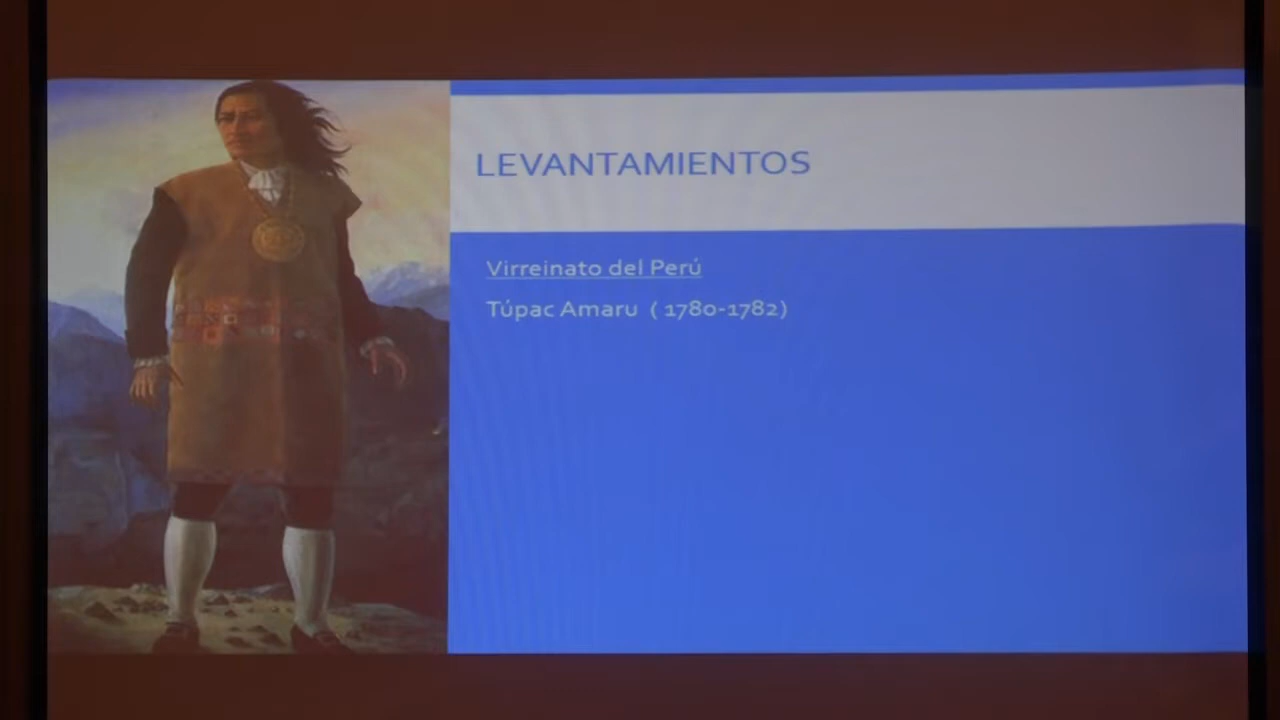 LEVANTAMIENTOS
Virreinato del Perú
Túpac Amaru ( 1780-1782)